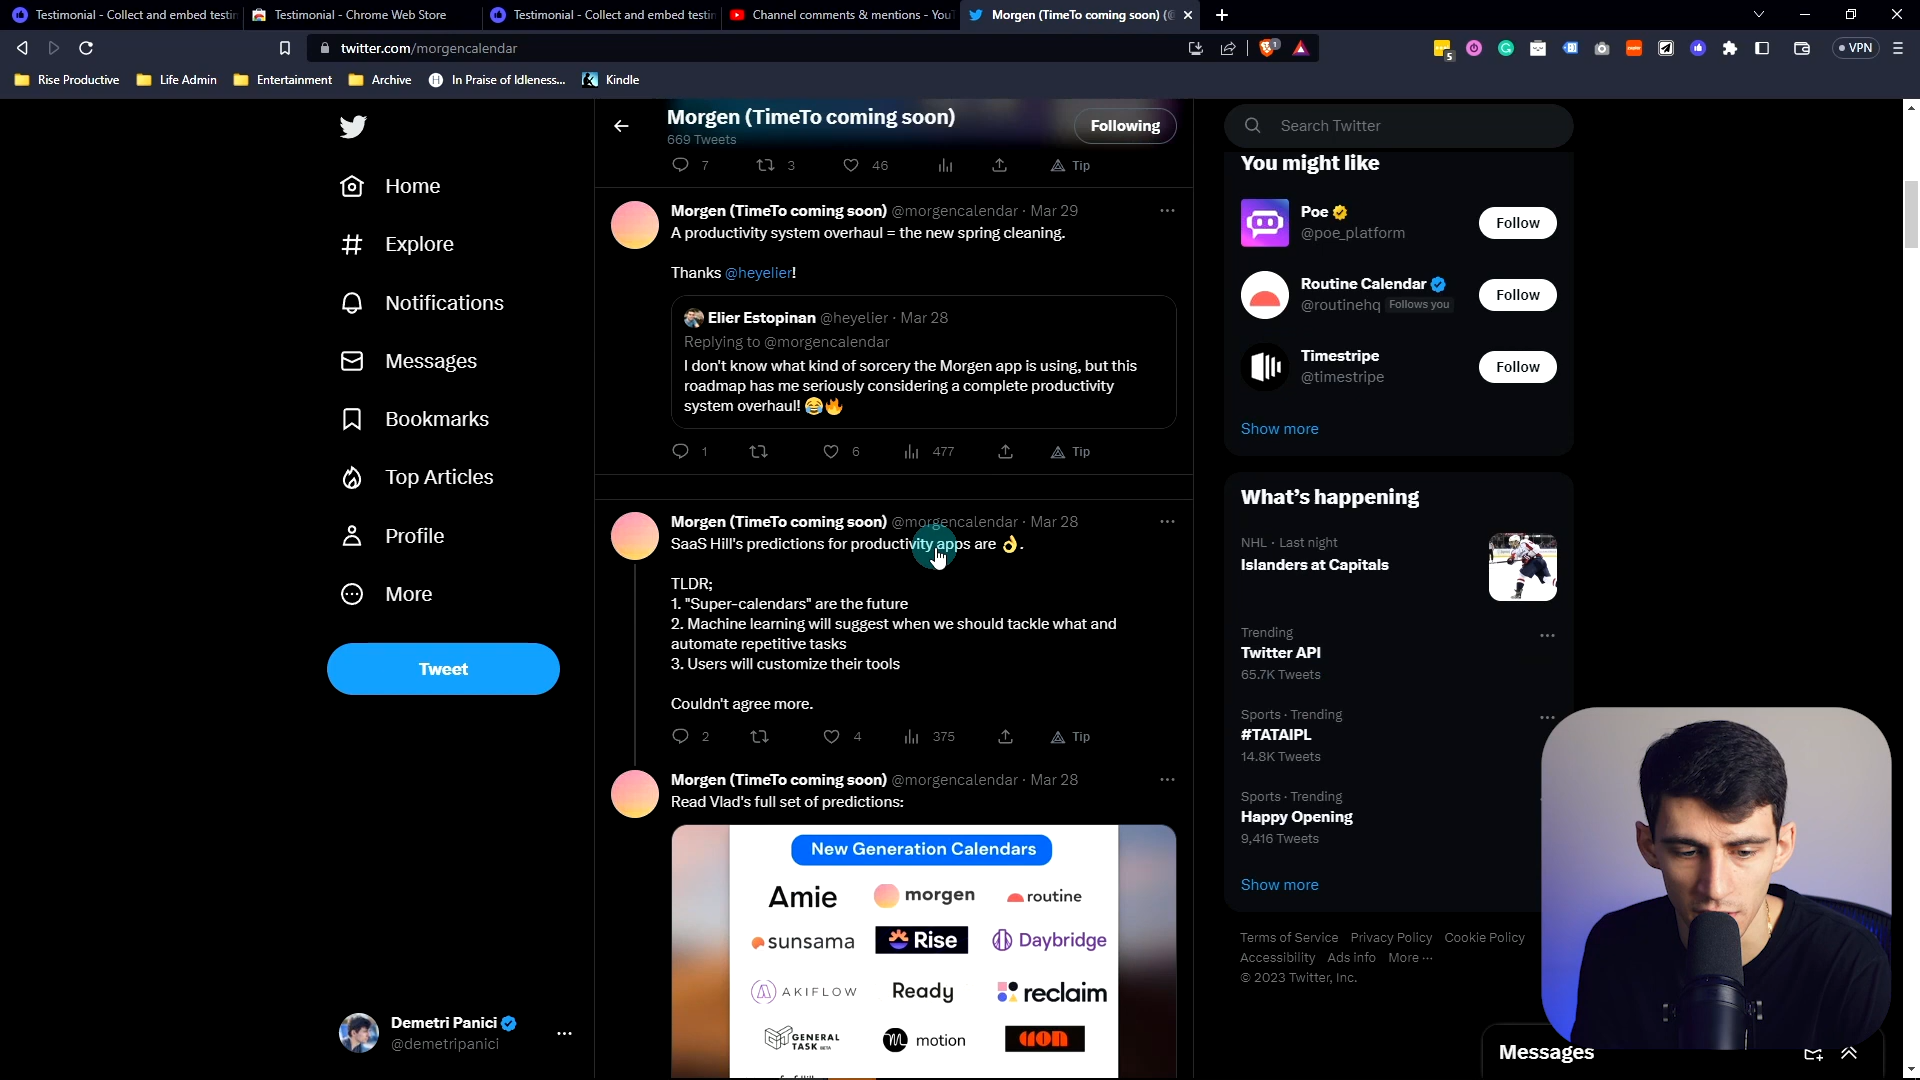 Testimonial - Collect and embed testin
Testimonial - Chrome Web Store
Testimonial - Collect and embed testin
Channel comments & mentions - You
Morgen (TimeTo coming soon) (@
twitter.com/morgencalendar
1
5
VPN
Rise Productive
Life Admin
Entertainment
Archive
In Praise of Idleness...
Kindle
Home
Explore
Notifications
Messages
Bookmarks
Top Articles
Profile
More
Tweet
Demetri Panici
@demetripanici
Morgen (TimeTo coming soon)
669 Tweets
Following
7
3
46
Tip
Morgen (TimeTo coming soon) @morgencalendar · Mar 29
A productivity system overhaul = the new spring cleaning.
Thanks @heyelier!
Elier Estopinan @heyelier · Mar 28
Replying to @morgencalendar
I don't know what kind of sorcery the Morgen app is using, but this
roadmap has me seriously considering a complete productivity
system overhaul! 😂🔥
1
6
477
Tip
Morgen (TimeTo coming soon) @morgencalendar · Mar 28
SaaS Hill's predictions for productivity apps are 👌.
TLDR;
1. "Super-calendars" are the future
2. Machine learning will suggest when we should tackle what and
automate repetitive tasks
3. Users will customize their tools
Couldn't agree more.
2
4
375
Tip
Morgen (TimeTo coming soon) @morgencalendar · Mar 28
Read Vlad's full set of predictions:
New Generation Calendars
Amie
morgen
routine
sunsama
Rise
Daybridge
AKIFLOW
Ready
reclaim
GENERAL
TASK BETA
motion
Search Twitter
You might like
Poe
@poe_platform
Follow
Routine Calendar
@routinehq Follows you
Follow
Timestripe
@timestripe
Follow
Show more
What's happening
NHL · Last night
Islanders at Capitals
Trending
Twitter API
65.7K Tweets
Sports · Trending
#TATAIPL
14.8K Tweets
Sports · Trending
Happy Opening
9,416 Tweets
Show more
Terms of Service Privacy Policy Cookie Policy
Accessibility Ads info More ···
© 2023 Twitter, Inc.
Messages